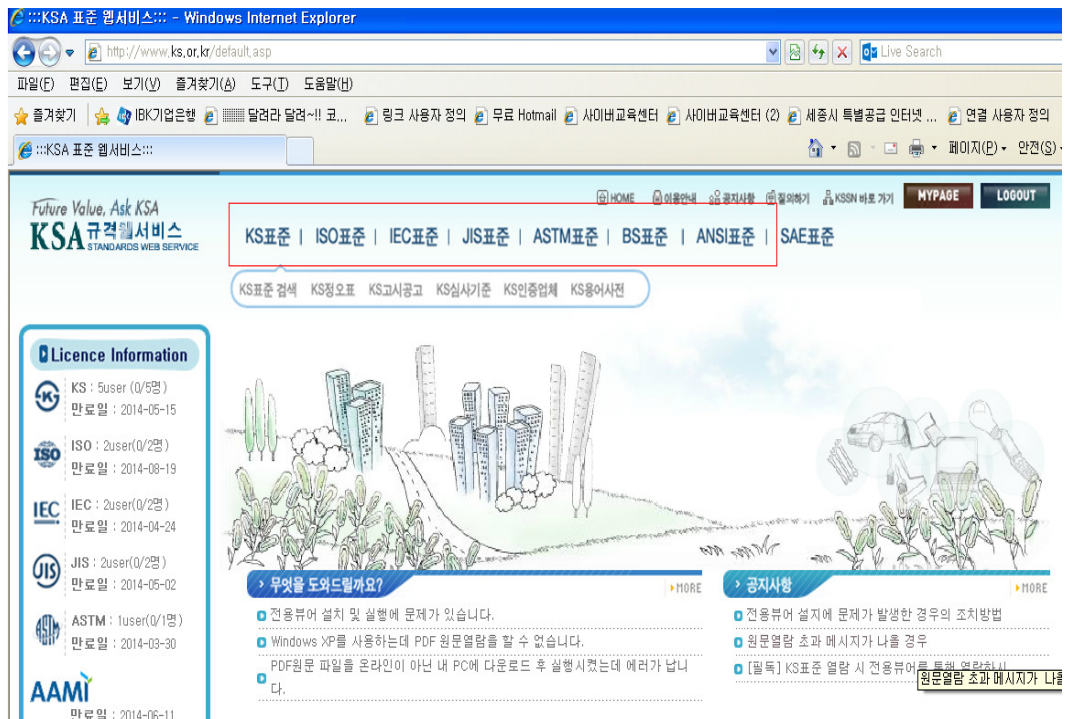 :::KSA 표준 웹서비스::: - Windows Internet Explorer
http://www.ks.or.kr/default.asp
Live Search
파일(F) 편집(E) 보기(V) 즐겨찾기(A) 도구(T) 도움말(H)
즐겨찾기 IBK기업은행 달려라 달려~!! 코... 링크 사용자 정의 무료 Hotmail 사이버교육센터 사이버교육센터 (2) 세종시 특별공급 인터넷 ... 연결 사용자 정의
:::KSA 표준 웹서비스::: 페이지(P) 안전(S)
HOME 이용안내 공지사항 질의하기 KSSN 바로 가기 MYPAGE LOGOUT
Future Value, Ask KSA
KSA 규격웹서비스
STANDARDS WEB SERVICE
KS표준 | ISO표준 | IEC표준 | JIS표준 | ASTM표준 | BS표준 | ANSI표준 | SAE표준
KS표준 검색 KS정오표 KS고시공고 KS심사기준 KS인증업체 KS용어사전
Licence Information
KS : 5user (0/5명)
만료일 : 2014-05-15
ISO
ISO : 2user(0/2명)
만료일 : 2014-08-19
IEC
IEC : 2user(0/2명)
만료일 : 2014-04-24
JIS
JIS : 2user(0/2명)
만료일 : 2014-05-02
ASTM : 1user(0/1명)
만료일 : 2014-03-30
AAMI
만료일 : 2014-06-11
무엇을 도와드릴까요? MORE
전용뷰어 설치 및 실행에 문제가 있습니다.
Windows XP를 사용하는데 PDF 원문열람을 할 수 없습니다.
PDF원문 파일을 온라인이 아닌 내 PC에 다운로드 후 실행시켰는데 에러가 납니
다.
공지사항 MORE
전용뷰어 설치에 문제가 발생한 경우의 조치방법
원문열람 초과 메시지가 나올 경우
[필독] KS표준 열람 시 전용뷰어를 통해 열람하시
원문열람 초과 메시지가 나올